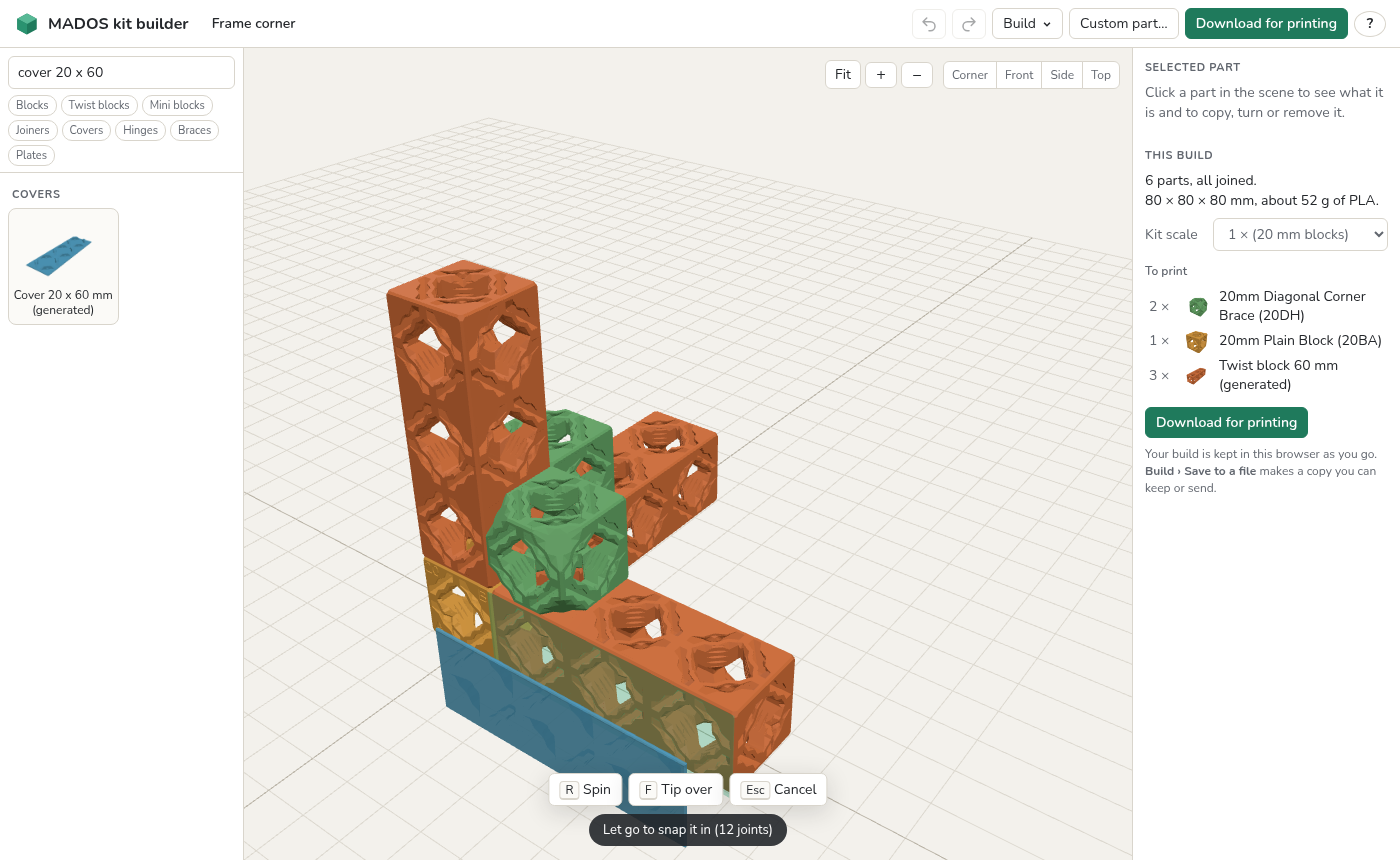 MADOS kit builder
Frame corner
Build
Custom part...
Download for printing
?
cover 20 x 60
Blocks
Twist blocks
Mini blocks
Joiners
Covers
Hinges
Braces
Plates
COVERS
Cover 20 x 60 mm
(generated)
Fit
+
–
Corner
Front
Side
Top
R Spin
F Tip over
Esc Cancel
Let go to snap it in (12 joints)
SELECTED PART
Click a part in the scene to see what it
is and to copy, turn or remove it.
THIS BUILD
6 parts, all joined.
80 × 80 × 80 mm, about 52 g of PLA.
Kit scale
1 × (20 mm blocks)
To print
2 × 20mm Diagonal Corner
Brace (20DH)
1 × 20mm Plain Block (20BA)
3 × Twist block 60 mm
(generated)
Download for printing
Your build is kept in this browser as you go.
Build › Save to a file makes a copy you can
keep or send.